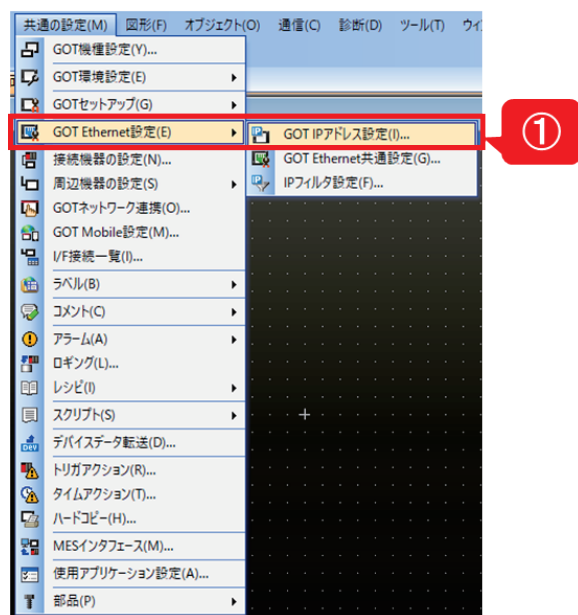 共通の設定(M) 図形(F) オブジェクト(O) 通信(C) 診断(D) ツール(T)
GOT機種設定(Y)...
GOT環境設定(E)
GOTセットアップ(G)
GOT Ethernet設定(E)
GOT IPアドレス設定(I)...
①
接続機器の設定(N)...
GOT Ethernet共通設定(G)...
周辺機器の設定(S)
IPフィルタ設定(F)...
GOTネットワーク連携(O)...
GOT Mobile設定(M)...
I/F接続一覧(I)...
ラベル(B)
コメント(C)
アラーム(A)
ロギング(L)...
レシピ(I)
スクリプト(S)
デバイスデータ転送(D)...
トリガアクション(R)...
タイムアクション(T)...
ハードコピー(H)...
MESインタフェース(M)...
使用アプリケーション設定(A)...
部品(P)